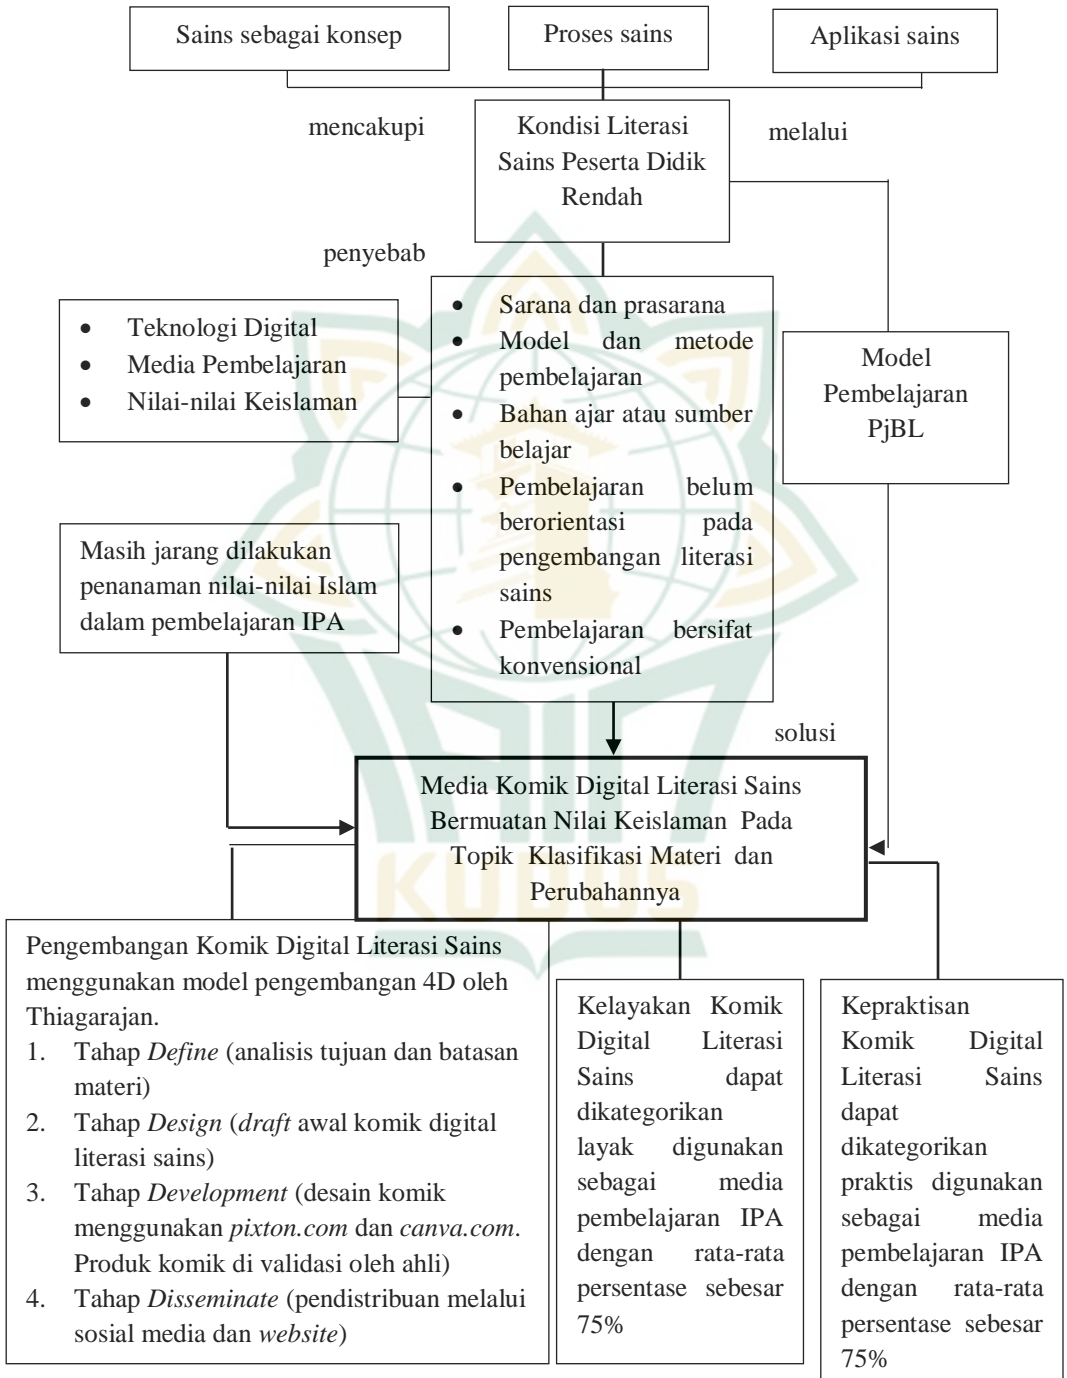 Sains sebagai konsep
Proses sains
Aplikasi sains
mencakupi
Kondisi Literasi
Sains Peserta Didik
Rendah
melalui
penyebab
• Teknologi Digital
• Media Pembelajaran
• Nilai-nilai Keislaman
• Sarana dan prasarana
• Model dan metode
pembelajaran
• Bahan ajar atau sumber
belajar
• Pembelajaran belum
berorientasi pada
pengembangan literasi
sains
• Pembelajaran bersifat
konvensional
Model
Pembelajaran
PjBL
Masih jarang dilakukan
penanaman nilai-nilai Islam
dalam pembelajaran IPA
solusi
Media Komik Digital Literasi Sains
Bermuatan Nilai Keislaman Pada
Topik Klasifikasi Materi dan
Perubahannya
KUDUS
Pengembangan Komik Digital Literasi Sains
menggunakan model pengembangan 4D oleh
Thiagarajan.
1. Tahap Define (analisis tujuan dan batasan
materi)
2. Tahap Design (draft awal komik digital
literasi sains)
3. Tahap Development (desain komik
menggunakan pixton.com dan canva.com.
Produk komik di validasi oleh ahli)
4. Tahap Disseminate (pendistribuan melalui
sosial media dan website)
Kelayakan Komik
Digital Literasi
Sains dapat
dikategorikan
layak digunakan
sebagai media
pembelajaran IPA
dengan rata-rata
persentase sebesar
75%
Kepraktisan
Komik Digital
Literasi Sains
dapat
dikategorikan
praktis digunakan
sebagai media
pembelajaran IPA
dengan rata-rata
persentase sebesar
75%